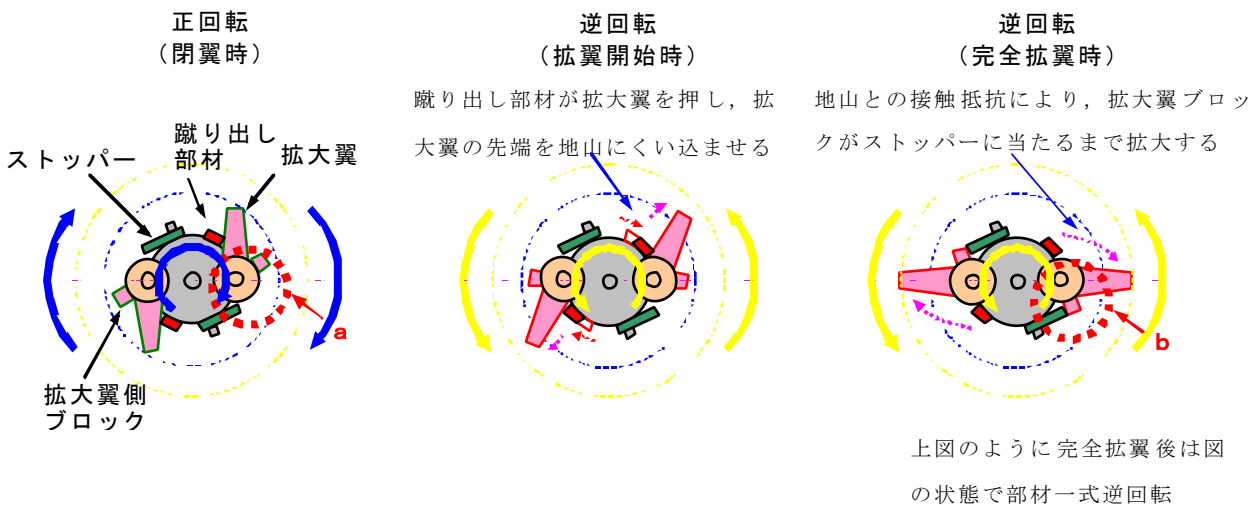 正回転
（閉翼時）
ストッパー
蹴り出し
部材
拡大翼
a
拡大翼側
ブロック
逆回転
（拡翼開始時）
蹴り出し部材が拡大翼を押し，拡
大翼の先端を地山にくい込ませる
逆回転
（完全拡翼時）
地山との接触抵抗により，拡大翼ブロッ
クがストッパーに当たるまで拡大する
b
上図のように完全拡翼後は図
の状態で部材一式逆回転